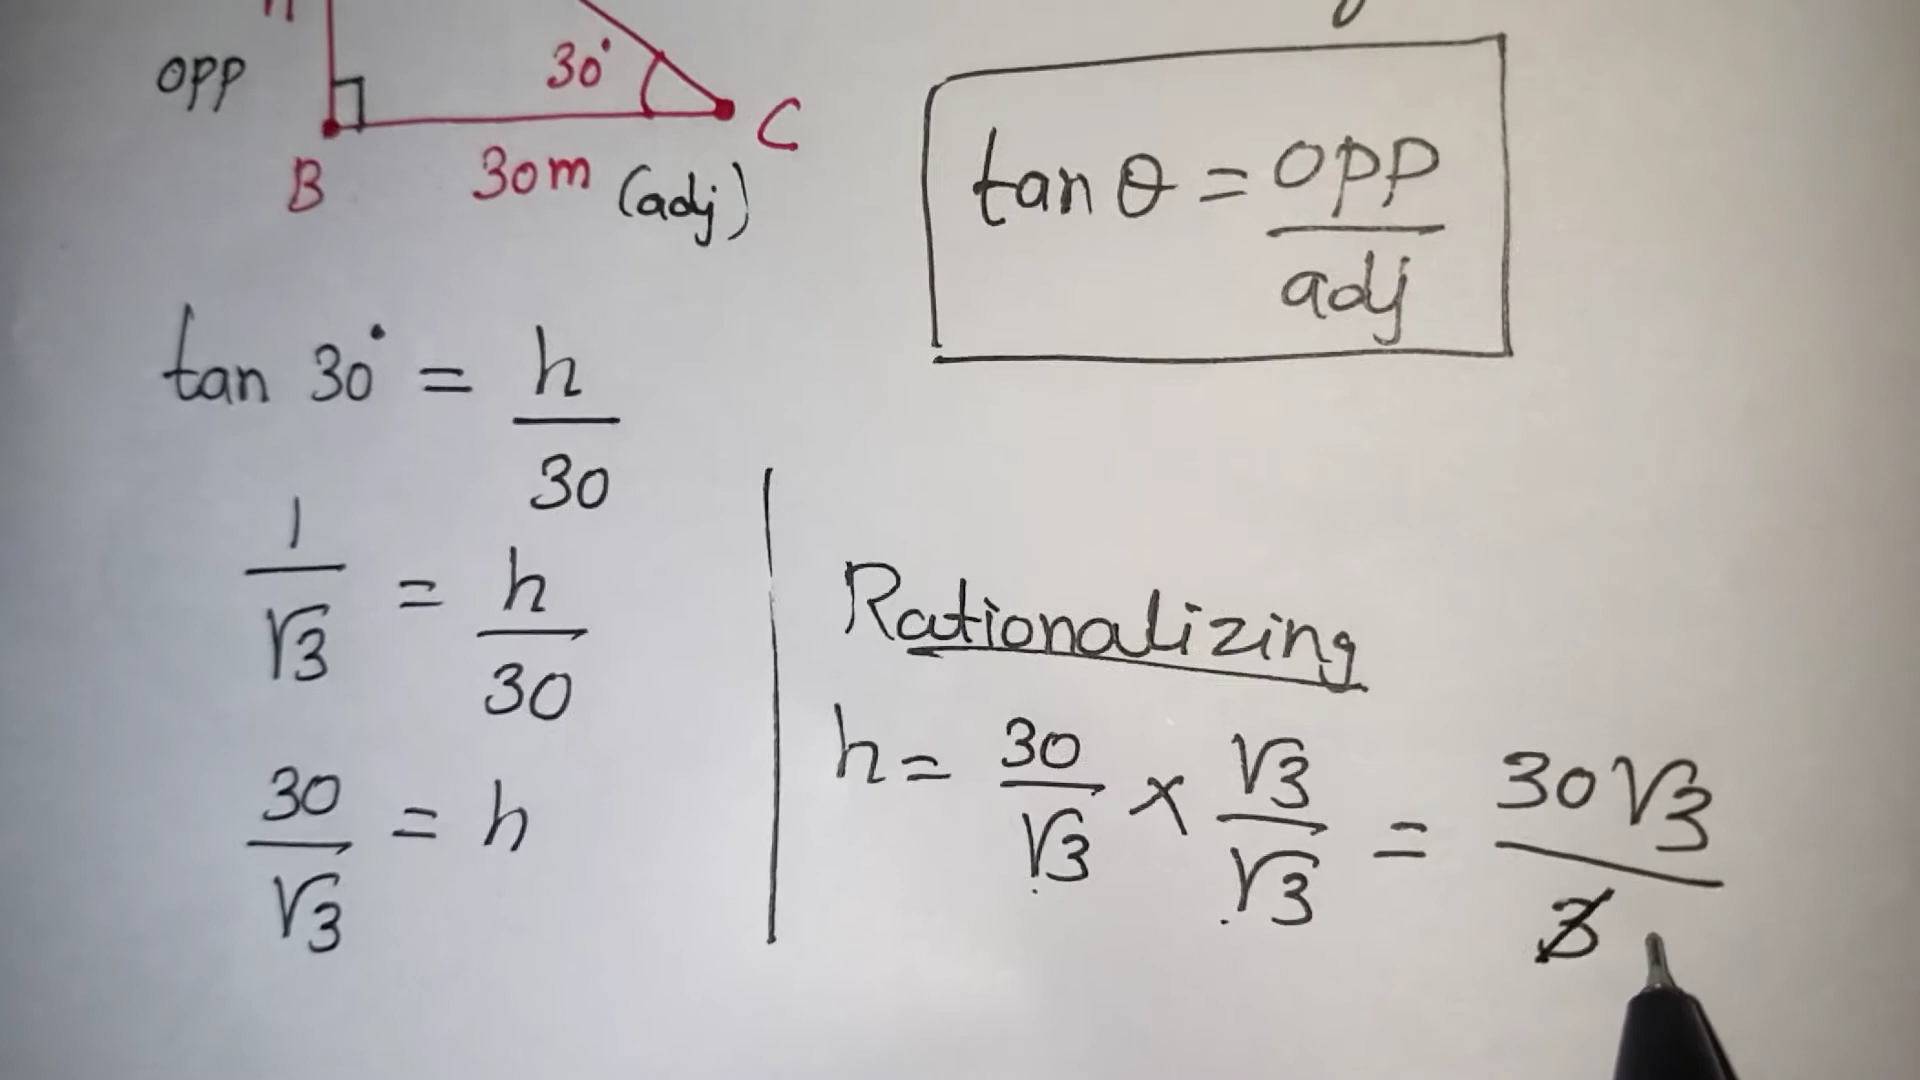 opp
30°
C
B
30m (adj)
tan θ = opp/adj
tan 30° = h/30
1/√3 = h/30
30/√3 = h
Rationalizing
h = 30/√3 × √3/√3 = 30√3/3